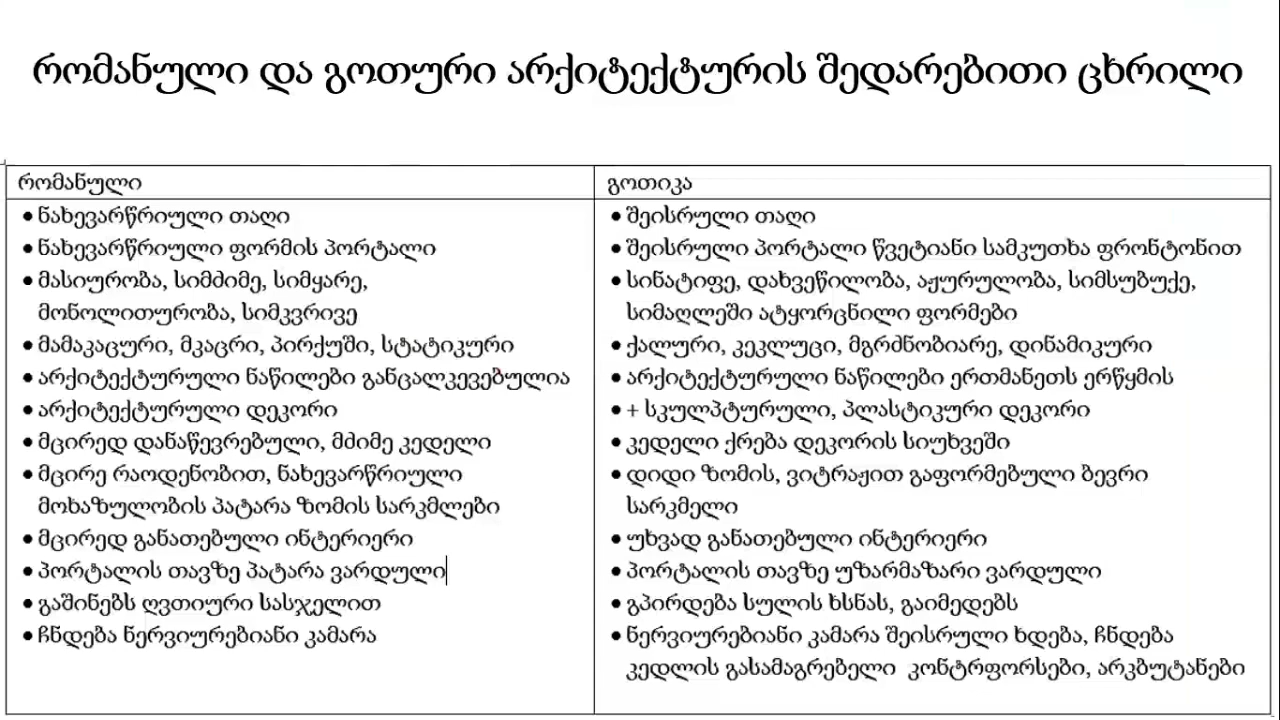 რომანული და გოთური არქიტექტურის შედარებითი ცხრილი
რომანული
• ნახევარწრიული თაღი
• ნახევარწრიული ფორმის პორტალი
• მასიურობა, სიმძიმე, სიმყარე,
მონოლითურობა, სიმკვრივე
• მამაკაცური, მკაცრი, პირქუში, სტატიკური
• არქიტექტურული ნაწილები განცალკევებულია
• არქიტექტურული დეკორი
• მცირედ დანაწევრებული, მძიმე კედელი
• მცირე რაოდენობით, ნახევარწრიული
მოხაზულობის პატარა ზომის სარკმლები
• მცირედ განათებული ინტერიერი
• პორტალის თავზე პატარა ვარდული
• გაშინებს ღვთიური სასჯელით
• ჩნდება ნერვიურებიანი კამარა
გოთიკა
• შეისრული თაღი
• შეისრული პორტალი წვეტიანი სამკუთხა ფრონტონით
• სინატიფე, დახვეწილობა, აჟურულობა, სიმსუბუქე,
სიმაღლეში ატყორცნილი ფორმები
• ქალური, კეკლუცი, მგრძნობიარე, დინამიკური
• არქიტექტურული ნაწილები ერთმანეთს ერწყმის
• + სკულპტურული, პლასტიკური დეკორი
• კედელი ქრება დეკორის სიუხვეში
• დიდი ზომის, ვიტრაჟით გაფორმებული ბევრი
სარკმელი
• უხვად განათებული ინტერიერი
• პორტალის თავზე უზარმაზარი ვარდული
• გპირდება სულის ხსნას, გაიმედებს
• ნერვიურებიანი კამარა შეისრული ხდება, ჩნდება
კედლის გასამაგრებელი კონტრფორსები, არკბუტანები